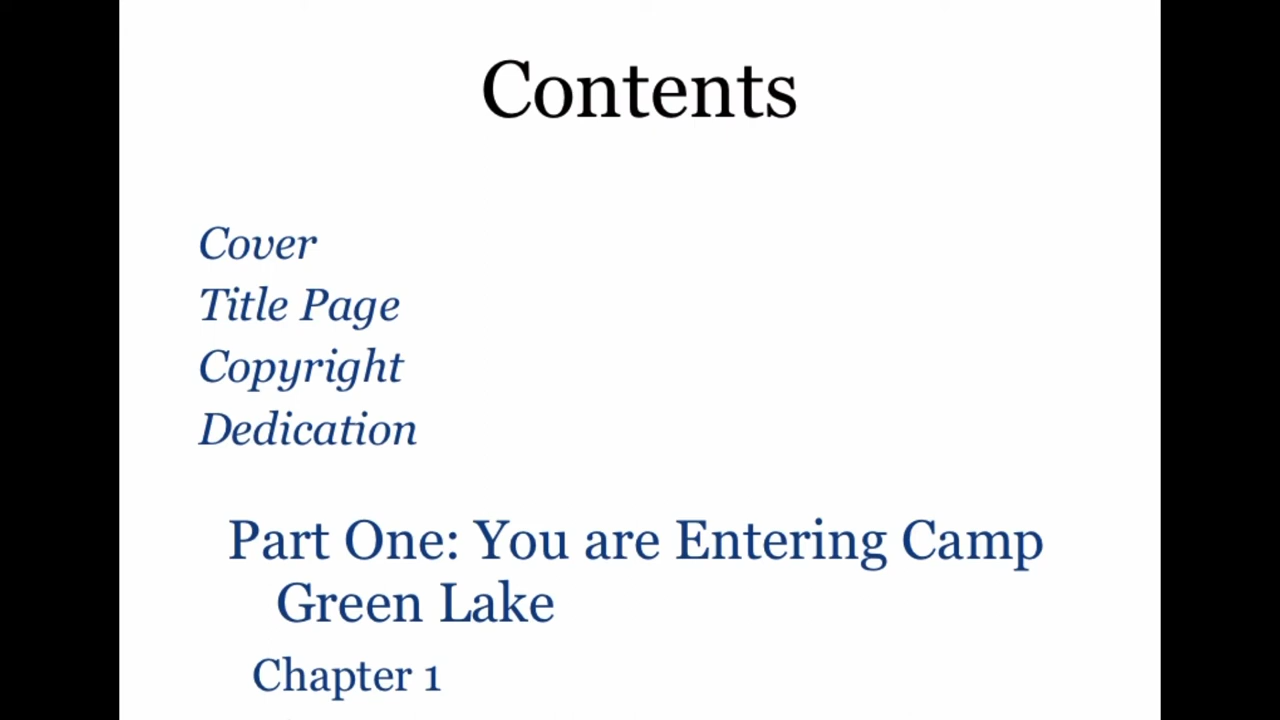 Contents
Cover
Title Page
Copyright
Dedication
Part One: You are Entering Camp
Green Lake
Chapter 1